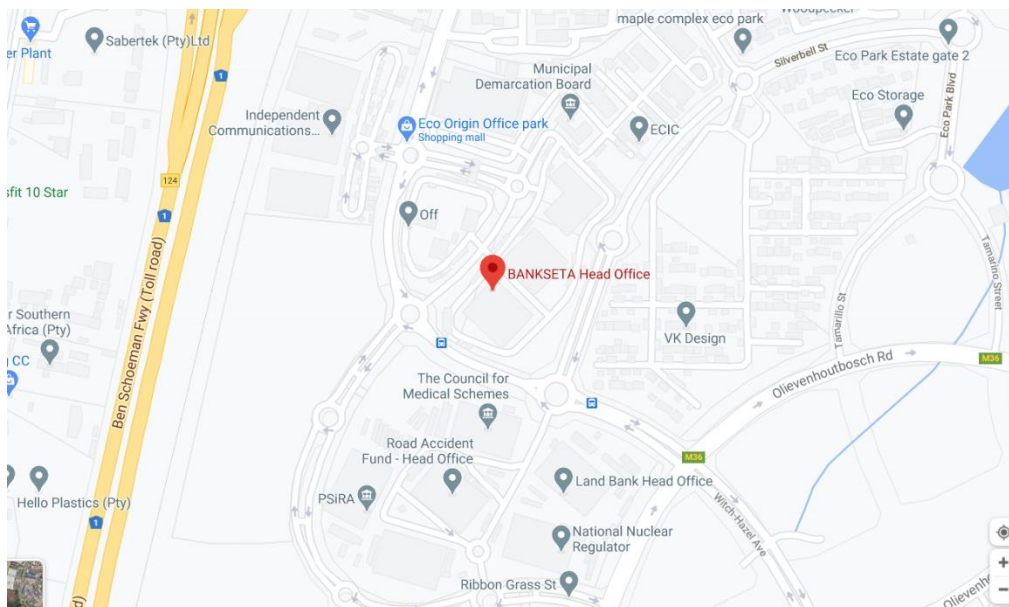 Woodpecker
maple complex eco park
Sabertek (Pty)Ltd
er Plant
Silverbell St
Eco Park Estate gate 2
1
Municipal
Demarcation Board
Eco Storage
Eco Park Blvd
Independent
Communications...
Eco Origin Office park
Shopping mall
ECIC
124
sfit 10 Star
1
Off
Tamarino Street
BANKSETA Head Office
r Southern
Africa (Pty)
VK Design
Tamarillo St
Ben Schoeman Fwy (Toll road)
CC
M36
Olievenhoutbosch Rd
The Council for
Medical Schemes
Road Accident
Fund - Head Office
M36
Land Bank Head Office
PSiRA
Hello Plastics (Pty)
Witch-Hazel Ave
1
National Nuclear
Regulator
Ribbon Grass St
d)
+
−